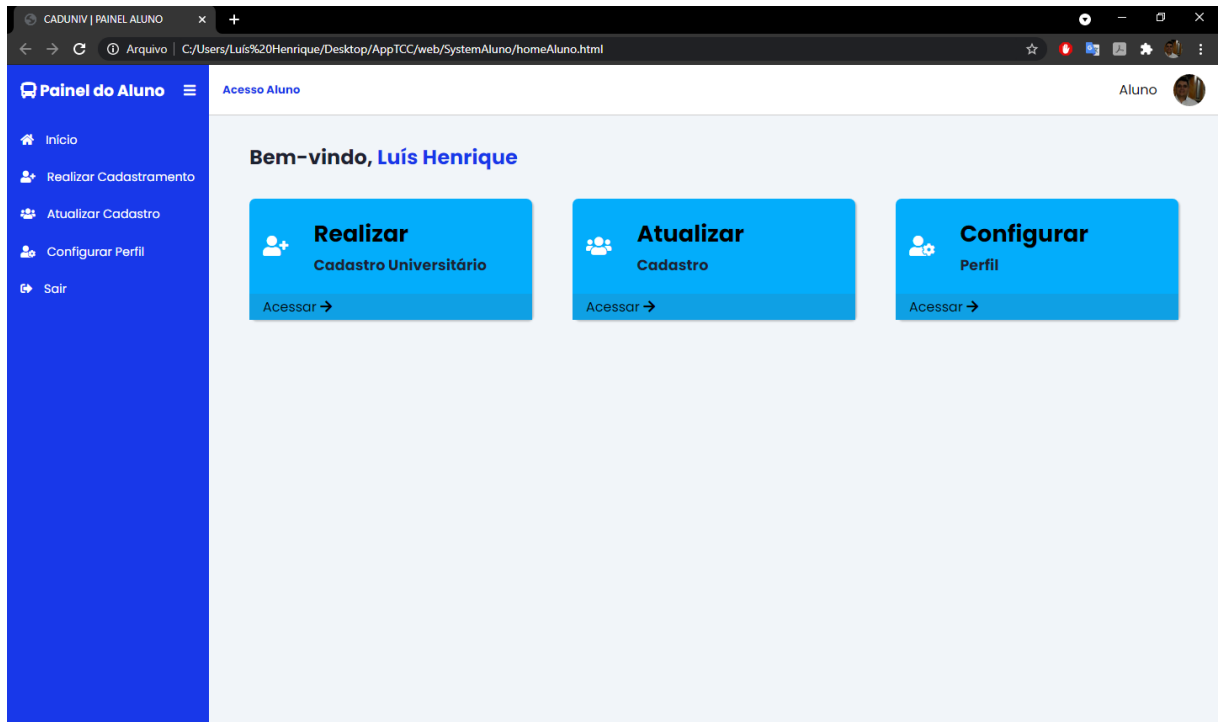 CADUNIV | PAINEL ALUNO
Arquivo | C:/Users/Luís%20Henrique/Desktop/AppTCC/web/SystemAluno/homeAluno.html
Painel do Aluno
Acesso Aluno
Aluno
Início
Realizar Cadastramento
Atualizar Cadastro
Configurar Perfil
Sair
Bem-vindo, Luís Henrique
Realizar
Cadastro Universitário
Acessar
Atualizar
Cadastro
Acessar
Configurar
Perfil
Acessar